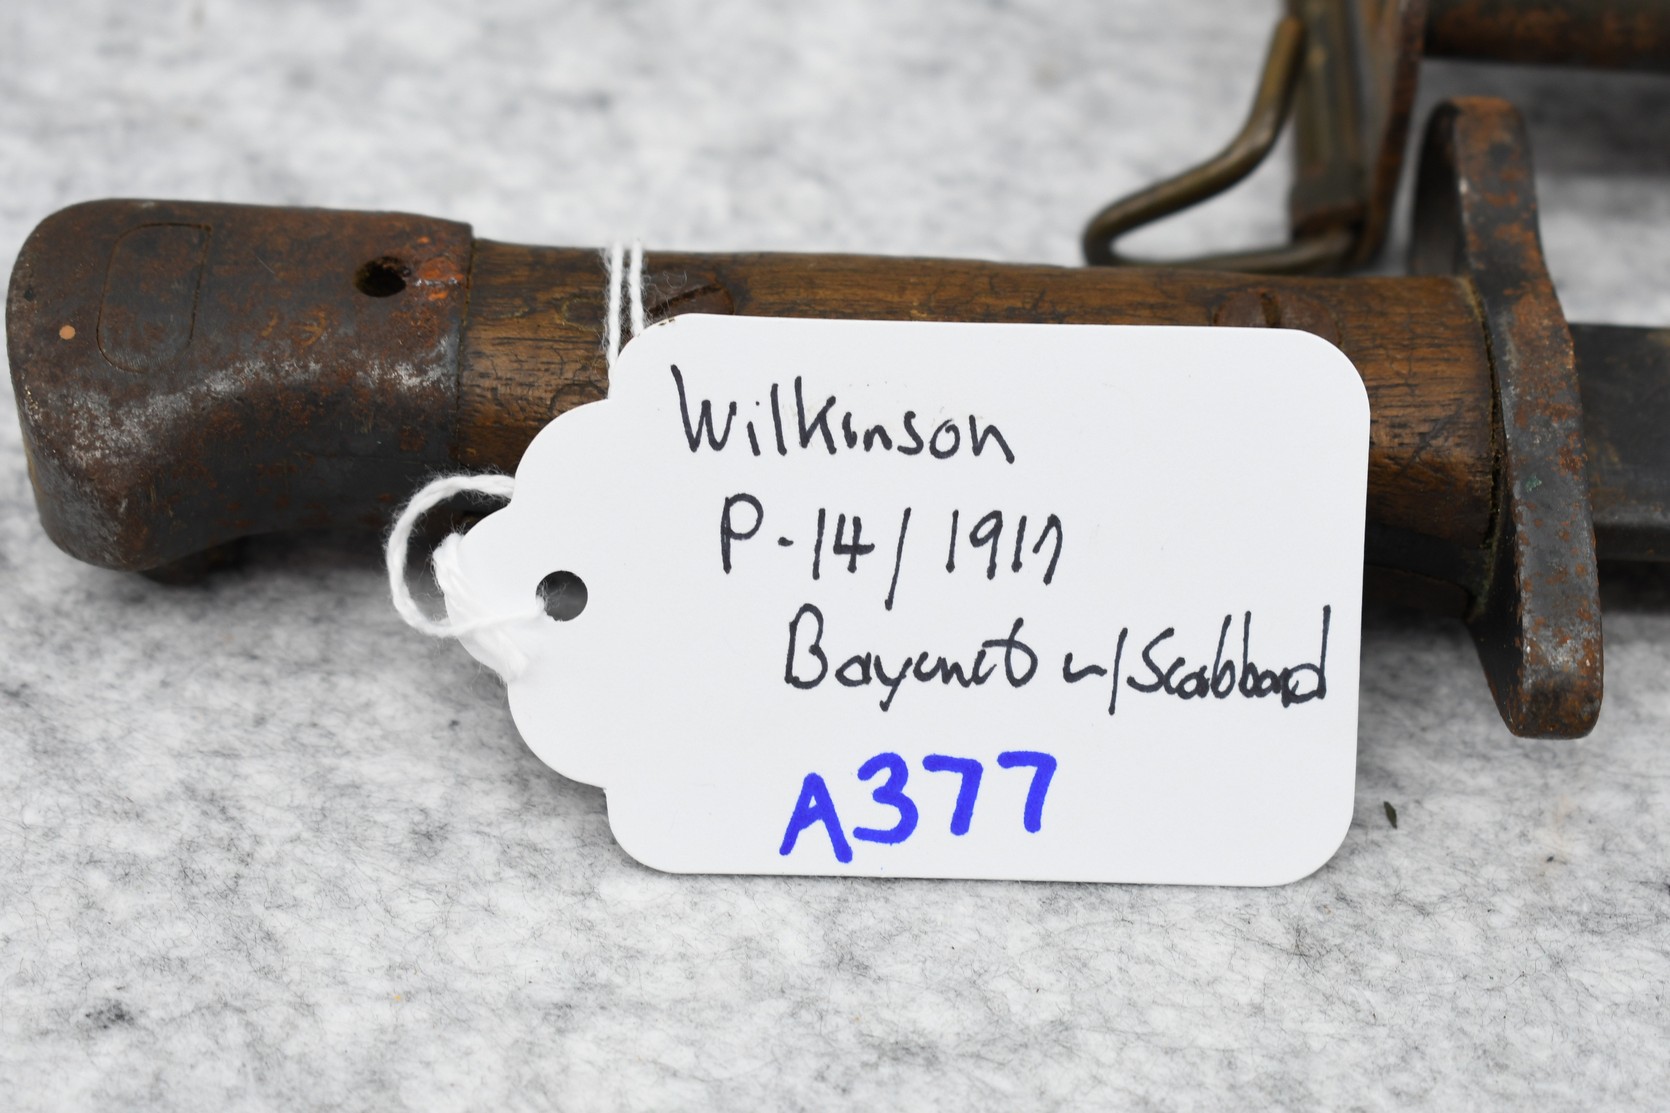 Wilkinson
P-14/1917
Bayonet w/Scabbard
A377